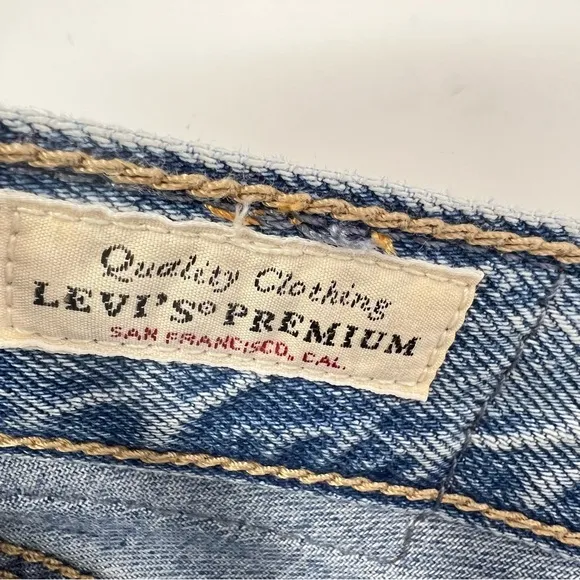 Quality Clothing
LEVI'S® PREMIUM
SAN FRANCISCO, CAL.